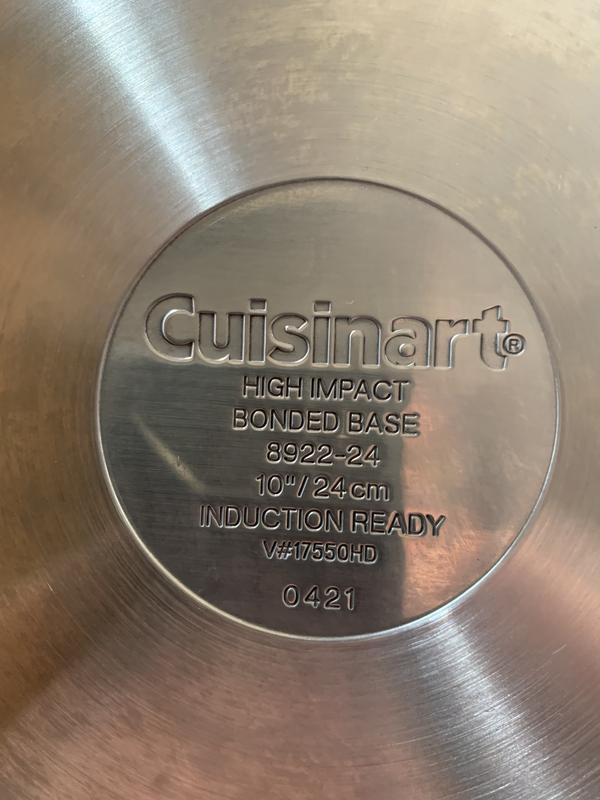 Cuisinart®
HIGH IMPACT
BONDED BASE
8922-24
10"/24cm
INDUCTION READY
V#17550HD
0421